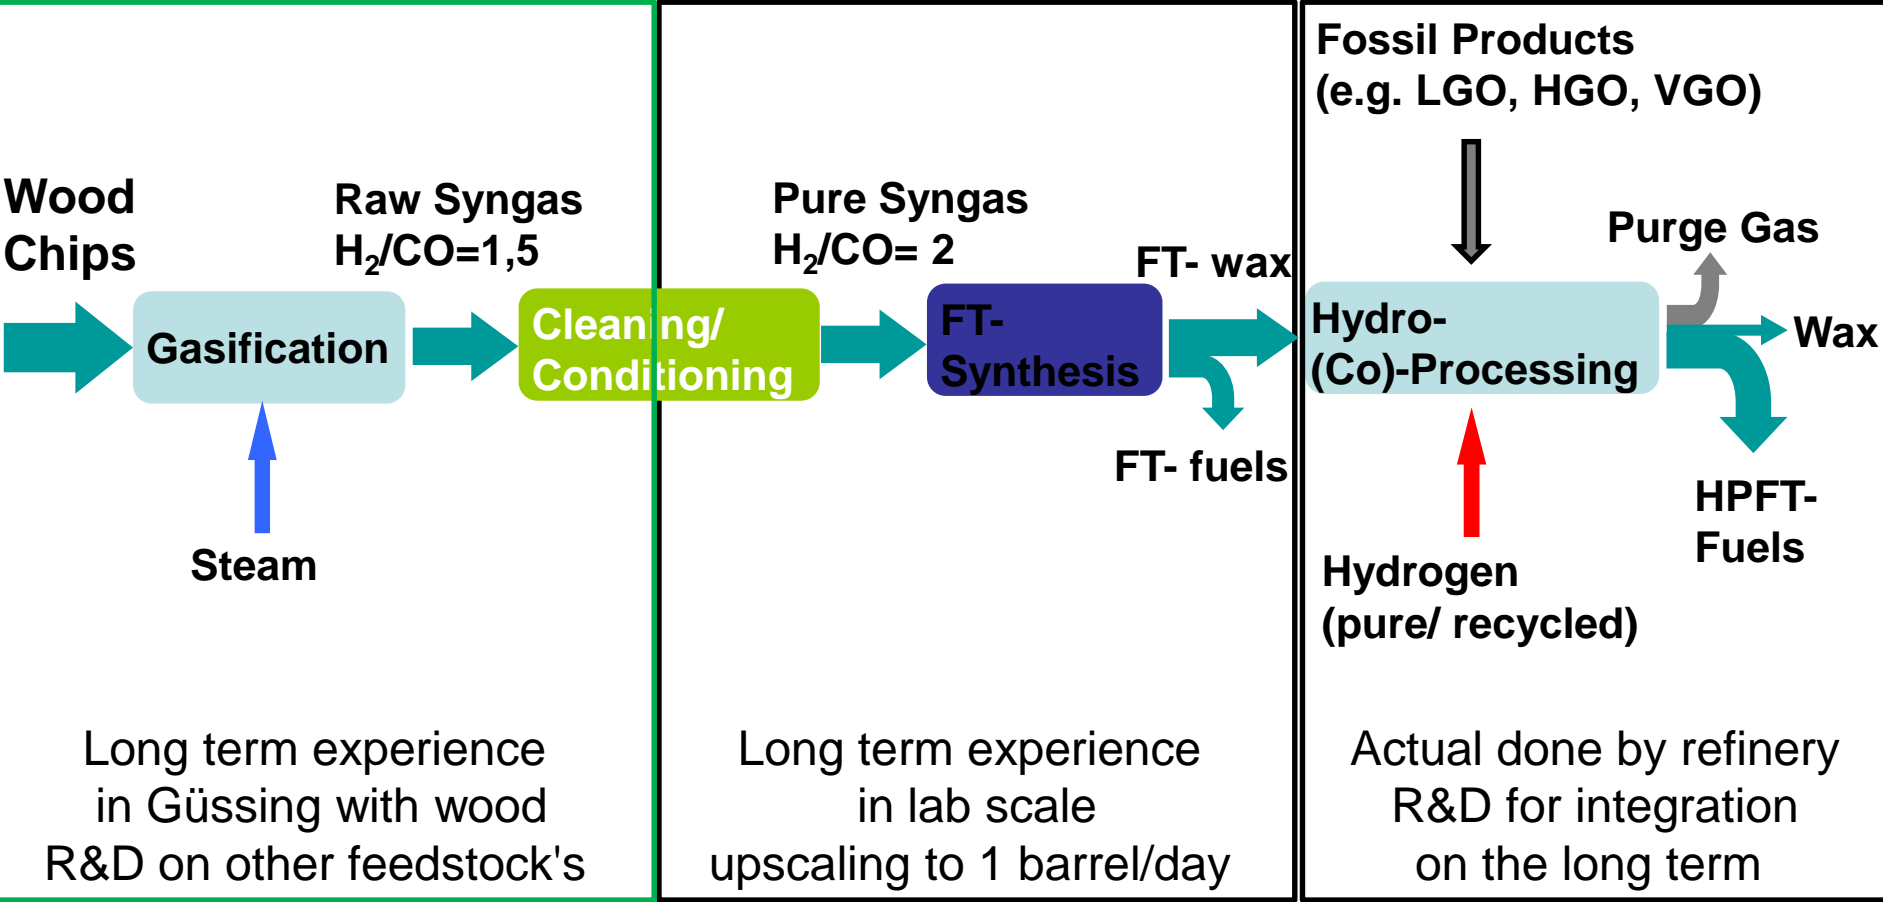 Wood
Chips
Gasification
Steam
Raw Syngas
H₂/CO=1,5
Cleaning/
Conditioning
Long term experience
in Güssing with wood
R&D on other feedstock's
Pure Syngas
H₂/CO= 2
FT-
Synthesis
FT- wax
FT- fuels
Long term experience
in lab scale
upscaling to 1 barrel/day
Fossil Products
(e.g. LGO, HGO, VGO)
Hydro-
(Co)-Processing
Purge Gas
Wax
HPFT-
Fuels
Hydrogen
(pure/ recycled)
Actual done by refinery
R&D for integration
on the long term